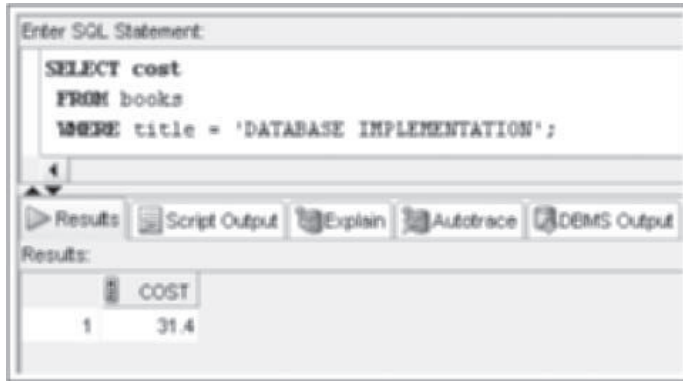 Enter SQL Statement:
SELECT cost
FROM books
WHERE title = 'DATABASE IMPLEMENTATION';
Results Script Output Explain Autotrace DBMS Output
Results:
COST
1 31.4